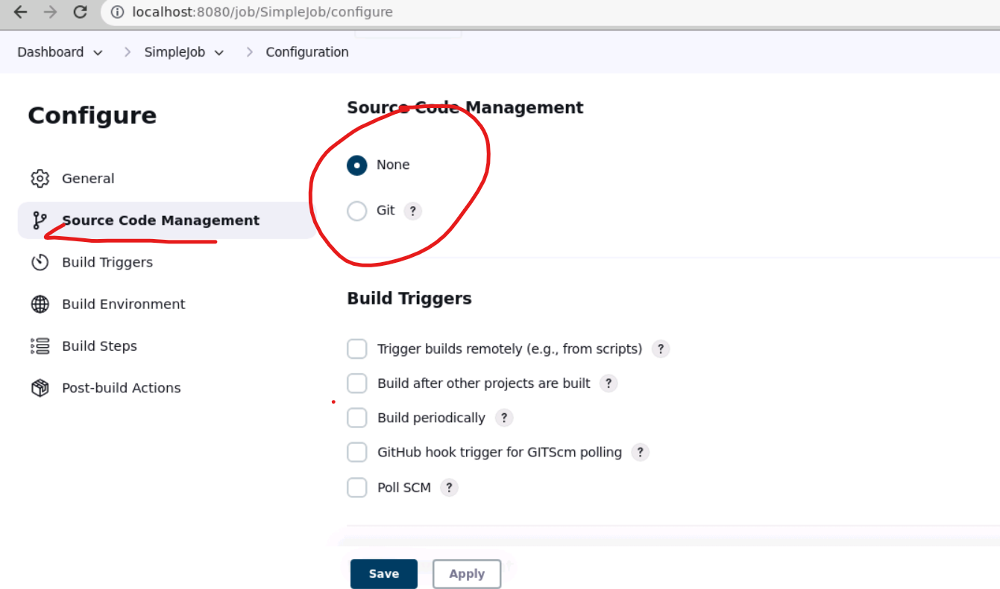 localhost:8080/job/SimpleJob/configure
Dashboard SimpleJob Configuration
Configure
General
Source Code Management
Build Triggers
Build Environment
Build Steps
Post-build Actions
Source Code Management
None
Git ?
Build Triggers
Trigger builds remotely (e.g., from scripts) ?
Build after other projects are built ?
Build periodically ?
GitHub hook trigger for GITScm polling ?
Poll SCM ?
Save Apply